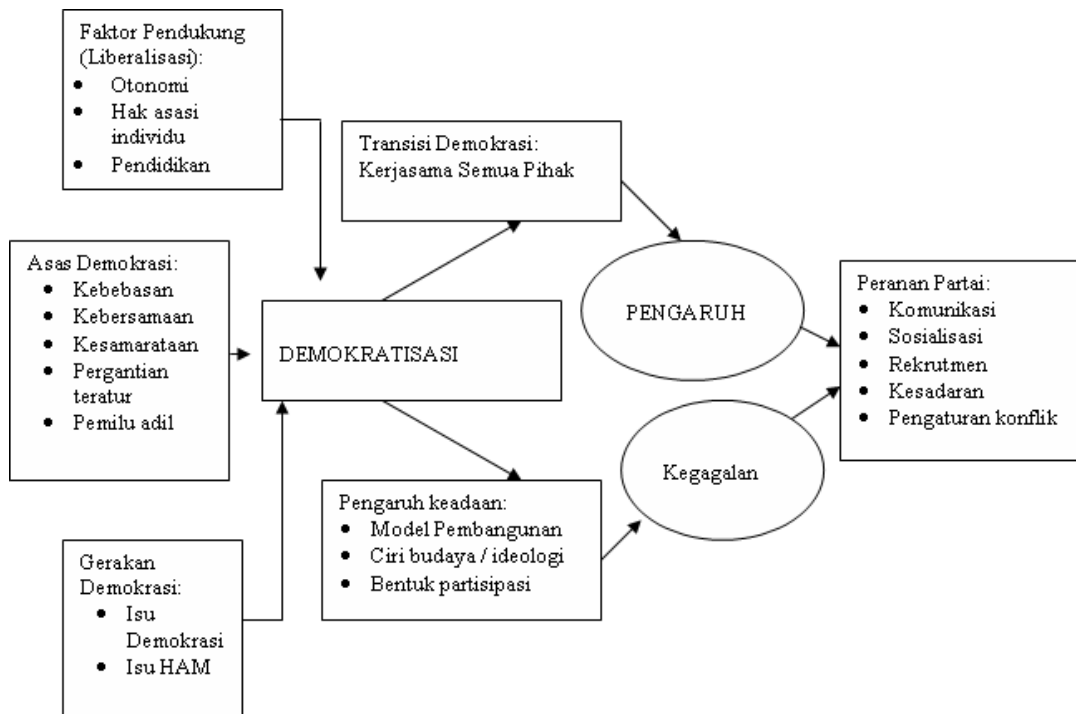 Faktor Pendukung
(Liberalisasi):
• Otonomi
• Hak asasi
individu
• Pendidikan
Transisi Demokrasi:
Kerjasama Semua Pihak
Asas Demokrasi:
• Kebebasan
• Kebersamaan
• Kesamarataan
• Pergantian
teratur
• Pemilu adil
DEMOKRATISASI
PENGARUH
Peranan Partai:
• Komunikasi
• Sosialisasi
• Rekrutmen
• Kesadaran
• Pengaturan konflik
Kegagalan
Pengaruh keadaan:
• Model Pembangunan
• Ciri budaya / ideologi
• Bentuk partisipasi
Gerakan
Demokrasi:
• Isu
Demokrasi
• Isu HAM